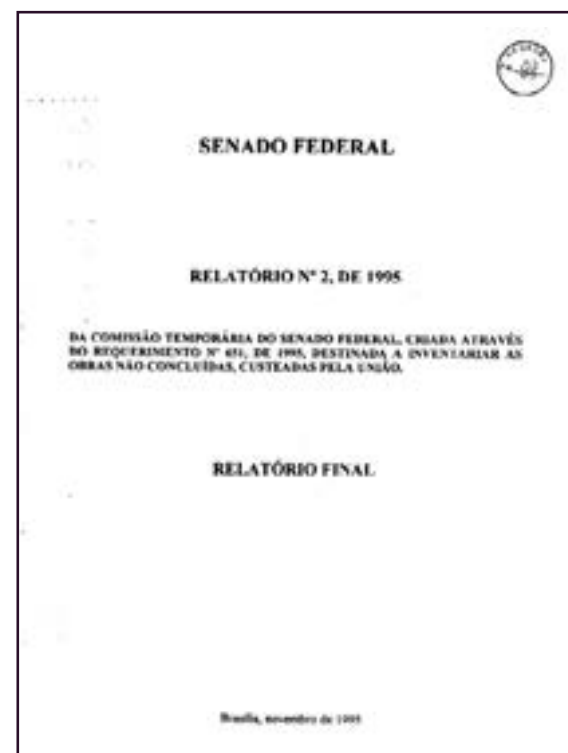 SENADO FEDERAL
RELATÓRIO Nº 2, DE 1995
DA COMISSÃO TEMPORÁRIA DO SENADO FEDERAL, CRIADA ATRAVÉS
DO REQUERIMENTO Nº 651, DE 1995, DESTINADA A INVENTARIAR AS
OBRAS NÃO CONCLUÍDAS, CUSTEADAS PELA UNIÃO.
RELATÓRIO FINAL
Brasília, novembro de 1995